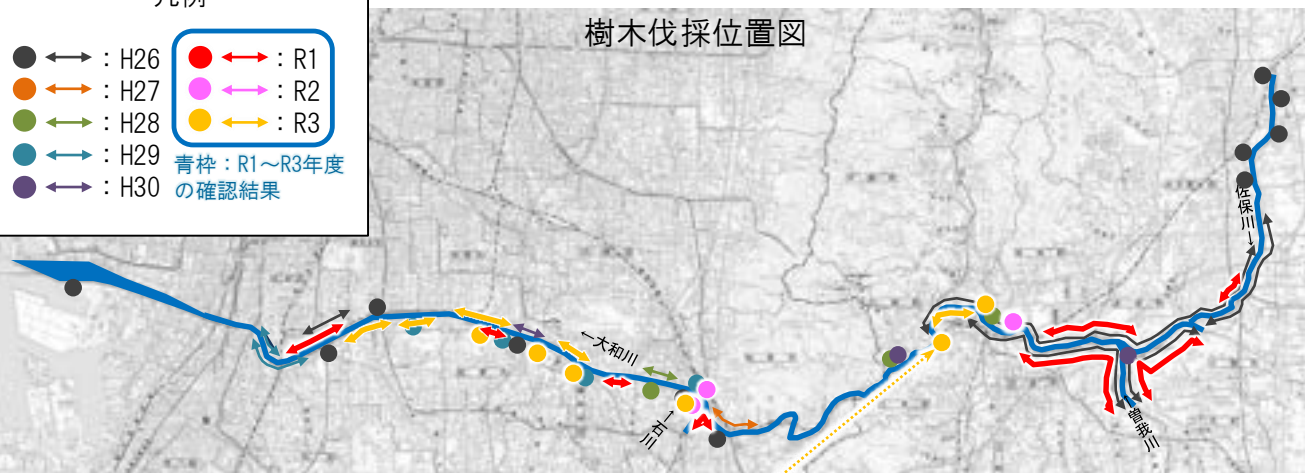 凡例
樹木伐採位置図
：H26
：R1
：H27
：R2
：H28
：R3
：H29
青枠：R1～R3年度
の確認結果
：H30
佐保川→
←大和川
→石川
曽我川